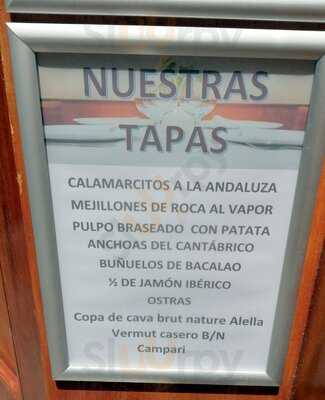 NUESTRAS
TAPAS
CALAMARCITOS A LA ANDALUZA
MEJILLONES DE ROCA AL VAPOR
PULPO BRASEADO CON PATATA
ANCHOAS DEL CANTÁBRICO
BUÑUELOS DE BACALAO
½ DE JAMÓN IBÉRICO
OSTRAS
Copa de cava brut nature Alella
Vermut casero B/N
Campari